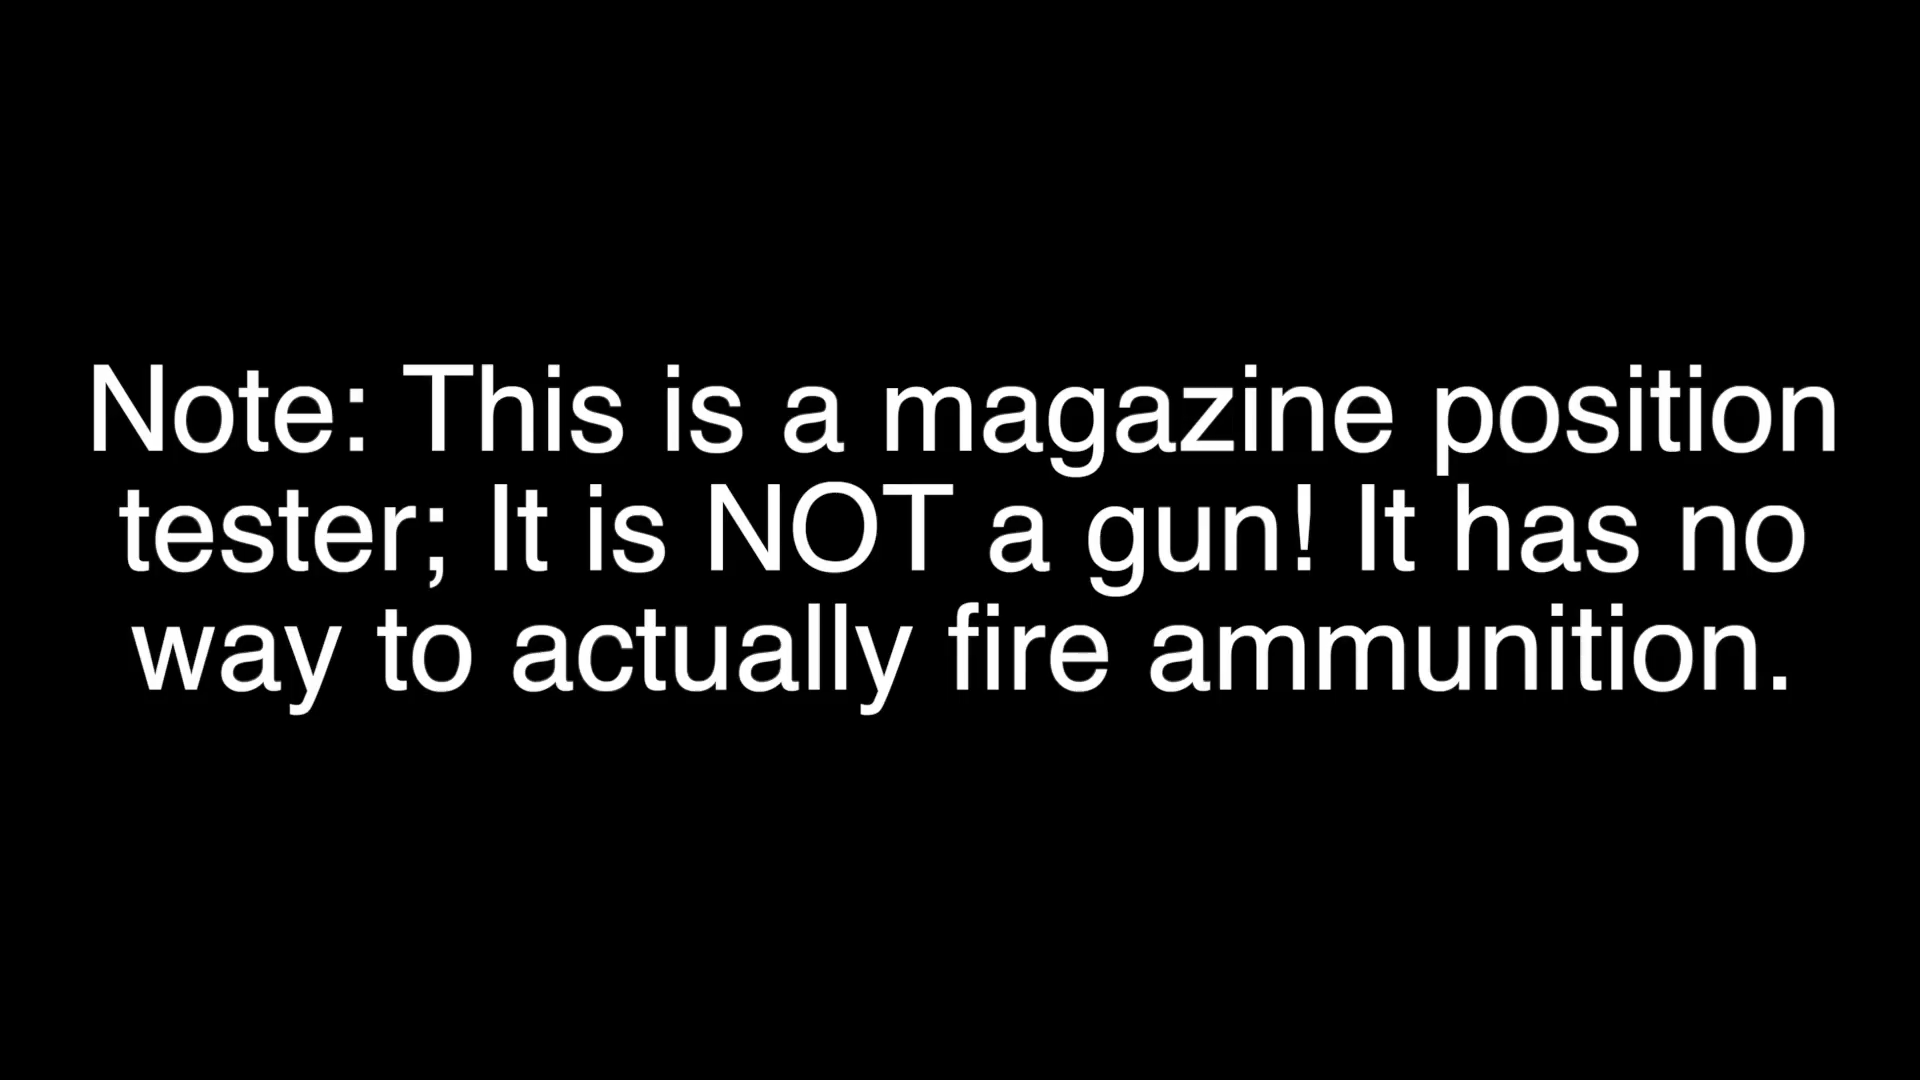 Note: This is a magazine position
tester; It is NOT a gun! It has no
way to actually fire ammunition.